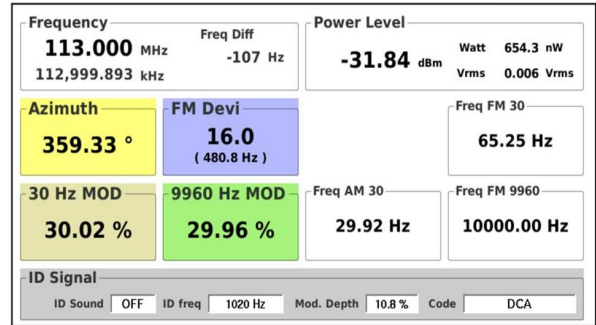 Frequency
113.000 MHz
112,999.893 kHz
Freq Diff
-107 Hz
Power Level
-31.84 dBm
Watt 654.3 nW
Vrms 0.006 Vrms
Azimuth
359.33 °
FM Devi
16.0
( 480.8 Hz )
Freq FM 30
65.25 Hz
30 Hz MOD
30.02 %
9960 Hz MOD
29.96 %
Freq AM 30
29.92 Hz
Freq FM 9960
10000.00 Hz
ID Signal
ID Sound OFF ID freq 1020 Hz Mod. Depth 10.8 % Code DCA